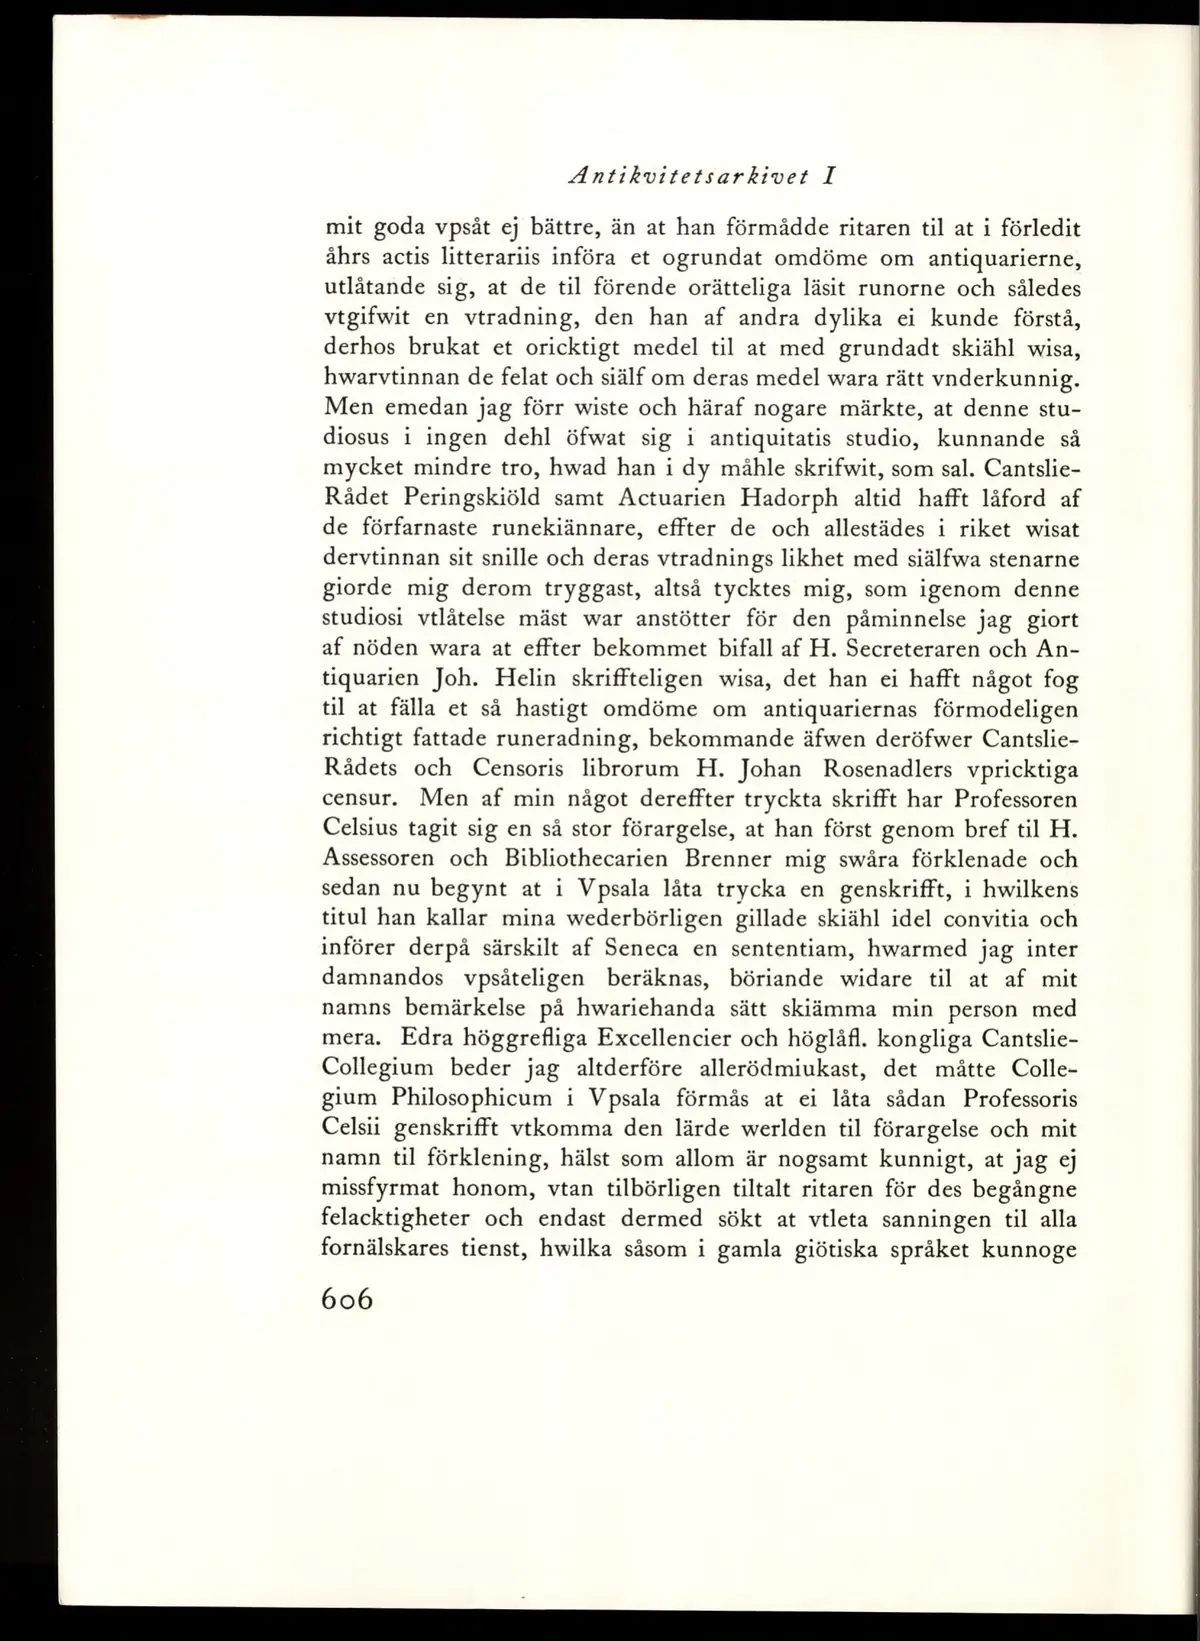 Antikvitetsarkivet I
mit goda vpsåt ej bättre, än at han förmådde ritaren til at i förledit
åhrs actis litterariis införa et ogrundat omdöme om antiquarierne,
utlåtande sig, at de til förende orätteliga läsit runorne och således
vtgifwit en vtradning, den han af andra dylika ei kunde förstå,
derhos brukat et oricktigt medel til at med grundadt skiähl wisa,
hwarvtinnan de felat och siälf om deras medel wara rätt vnderkunnig.
Men emedan jag förr wiste och häraf nogare märkte, at denne stu-
diosus i ingen dehl öfwat sig i antiquitatis studio, kunnande så
mycket mindre tro, hwad han i dy måhle skrifwit, som sal. Cantslie-
Rådet Peringskiöld samt Actuarien Hadorph altid hafft låford af
de förfarnaste runekiännare, effter de och allestädes i riket wisat
dervtinnan sit snille och deras vtradnings likhet med siälfwa stenarne
giorde mig derom tryggast, altså tycktes mig, som igenom denne
studiosi vtlåtelse mäst war anstötter för den påminnelse jag giort
af nöden wara at effter bekommet bifall af H. Secreteraren och An-
tiquarien Joh. Helin skriffteligen wisa, det han ei hafft något fog
til at fälla et så hastigt omdöme om antiquariernas förmodeligen
richtigt fattade runeradning, bekommande äfwen deröfwer Cantslie-
Rådets och Censoris librorum H. Johan Rosenadlers vpricktiga
censur. Men af min något dereffter tryckta skrifft har Professoren
Celsius tagit sig en så stor förargelse, at han först genom bref til H.
Assessoren och Bibliothecarien Brenner mig swåra förklenade och
sedan nu begynt at i Vpsala låta trycka en genskrifft, i hwilkens
titul han kallar mina wederbörligen gillade skiähl idel convitia och
införer derpå särskilt af Seneca en sententiam, hwarmed jag inter
damnandos vpsåteligen beräknas, böriande widare til at af mit
namns bemärkelse på hwariehanda sätt skiämma min person med
mera. Edra höggrefliga Excellencier och höglåfl. kongliga Cantslie-
Collegium beder jag altderföre allerödmiukast, det måtte Colle-
gium Philosophicum i Vpsala förmås at ei låta sådan Professoris
Celsii genskrifft vtkomma den lärde werlden til förargelse och mit
namn til förklening, hälst som allom är nogsamt kunnigt, at jag ej
missfyrmat honom, vtan tilbörligen tiltalt ritaren för des begångne
felacktigheter och endast dermed sökt at vtleta sanningen til alla
fornälskares tienst, hwilka såsom i gamla giötiska språket kunnoge
606